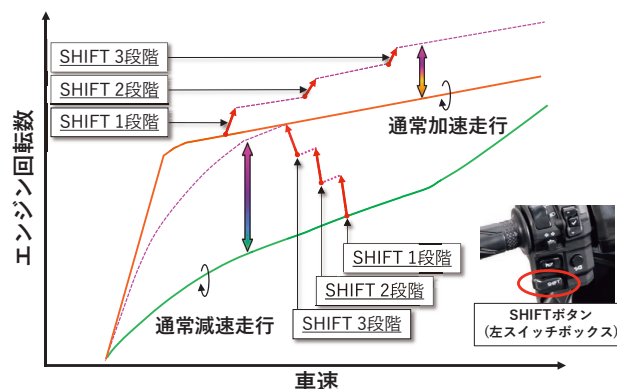 SHIFT 3段階
SHIFT 2段階
SHIFT 1段階
エンジン回転数
通常加速走行
SHIFT 1段階
SHIFT 2段階
SHIFT 3段階
通常減速走行
SHIFT
SHIFTボタン
(左スイッチボックス)
車速